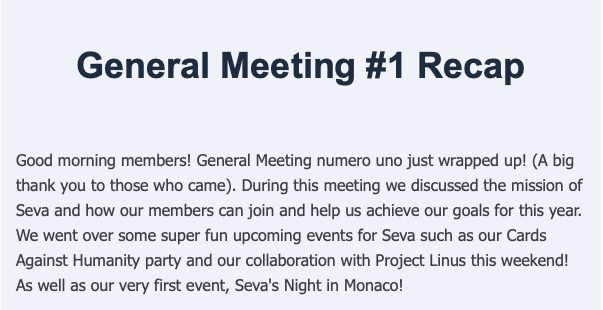 General Meeting #1 Recap
Good morning members! General Meeting numero uno just wrapped up! (A big
thank you to those who came). During this meeting we discussed the mission of
Seva and how our members can join and help us achieve our goals for this year.
We went over some super fun upcoming events for Seva such as our Cards
Against Humanity party and our collaboration with Project Linus this weekend!
As well as our very first event, Seva's Night in Monaco!